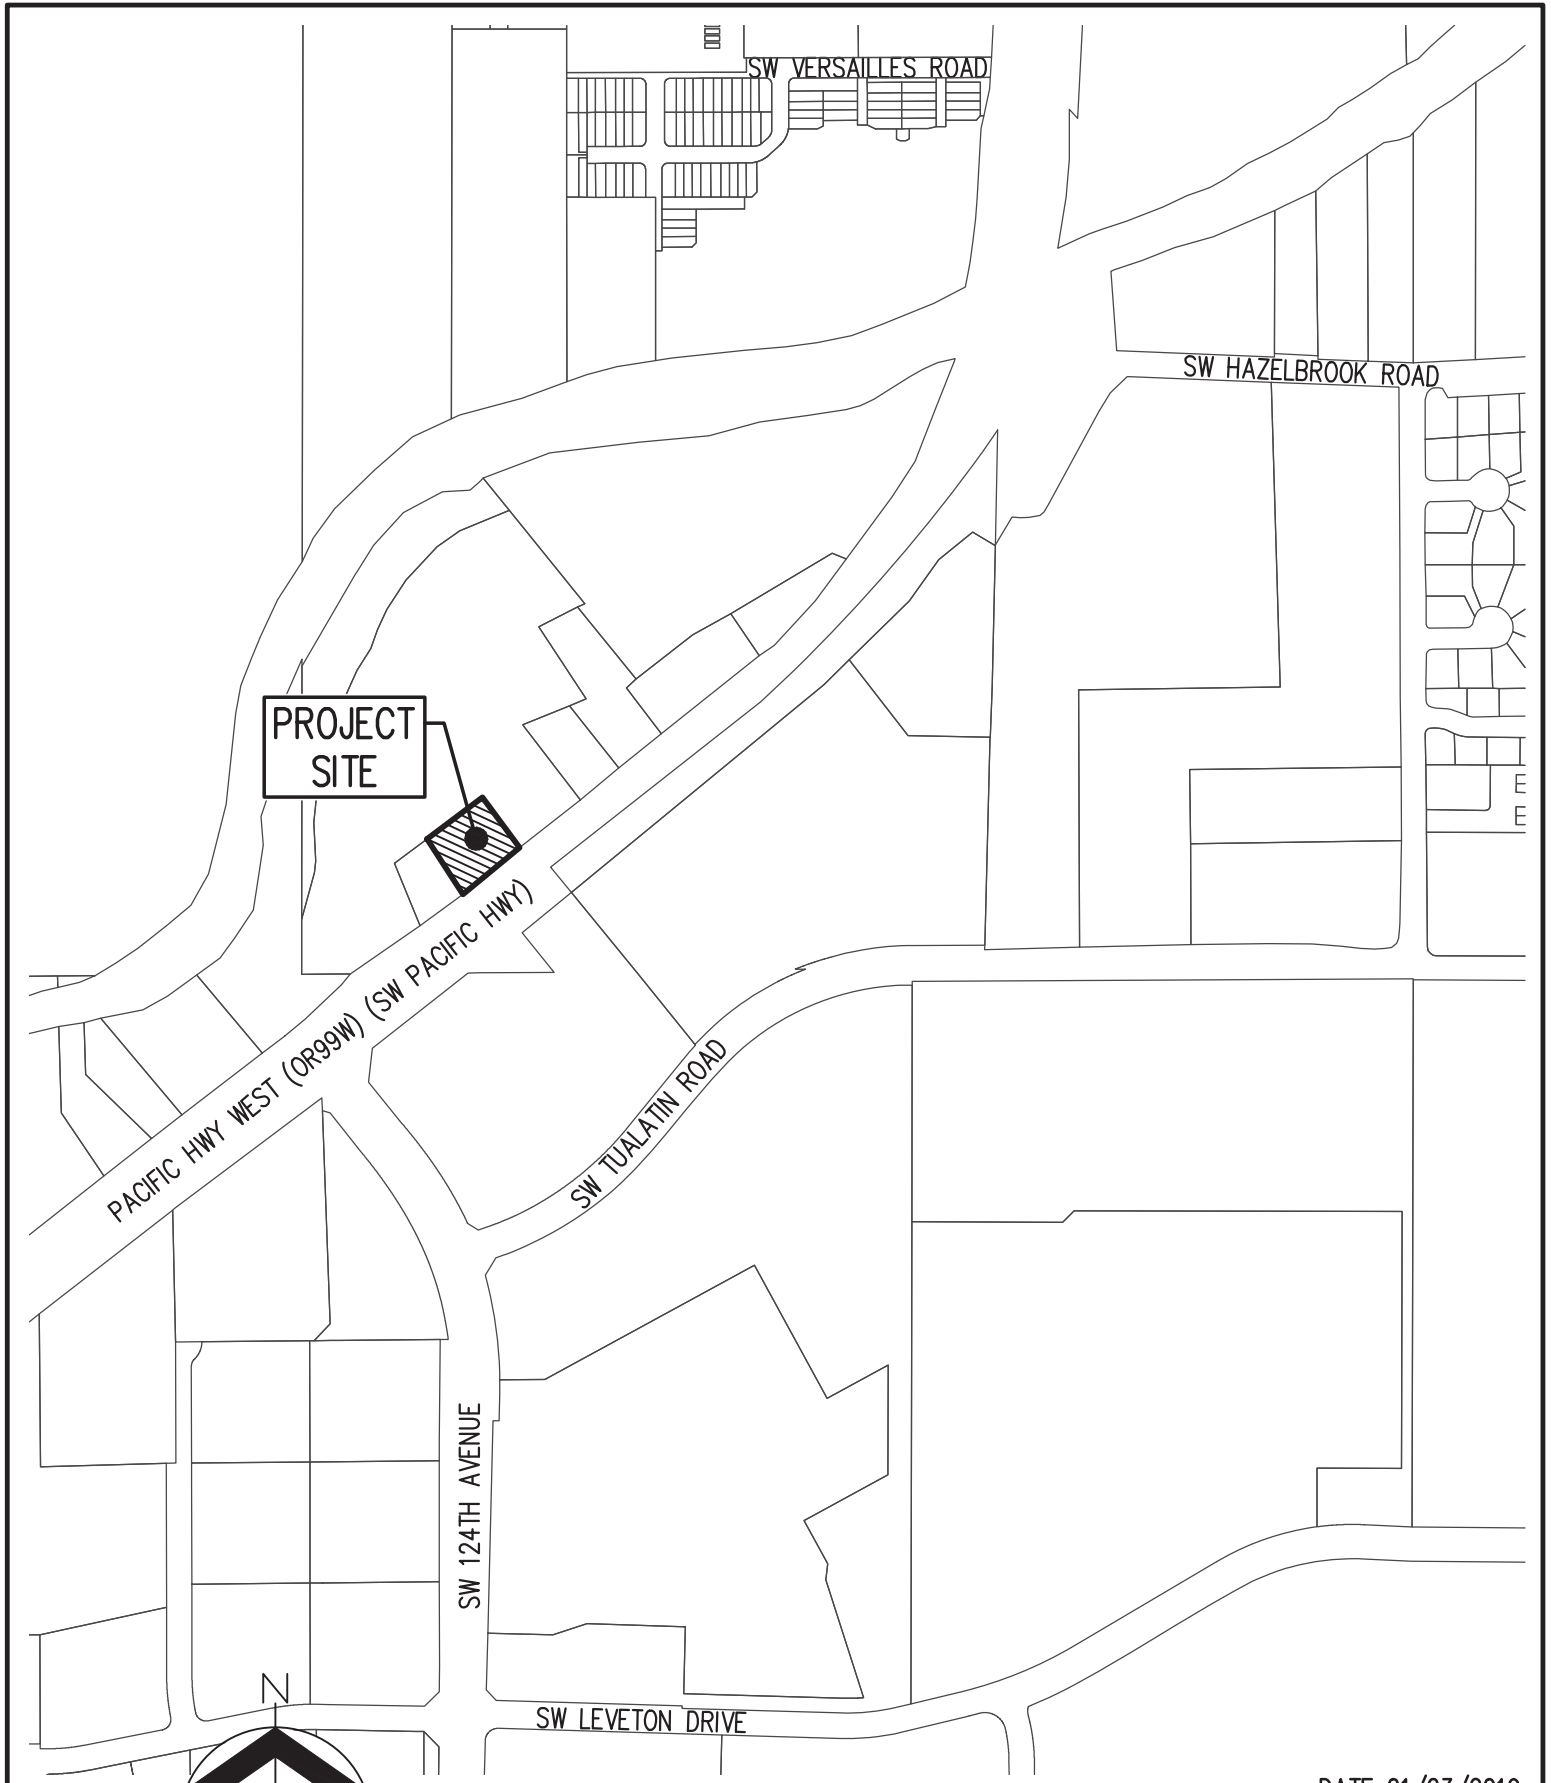 SW VERSAILLES ROAD
SW HAZELBROOK ROAD
PROJECT
SITE
PACIFIC HWY WEST (OR99W) (SW PACIFIC HWY)
SW TUALATIN ROAD
SW 124TH AVENUE
N
SW LEVETON DRIVE